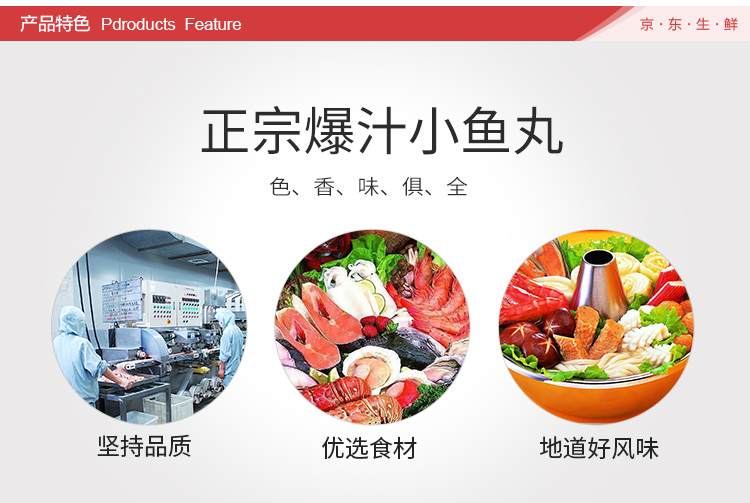 产品特色 Pdroducts Feature
京·东·生·鲜
正宗爆汁小鱼丸
色、香、味、俱、全
坚持品质
优选食材
地道好风味